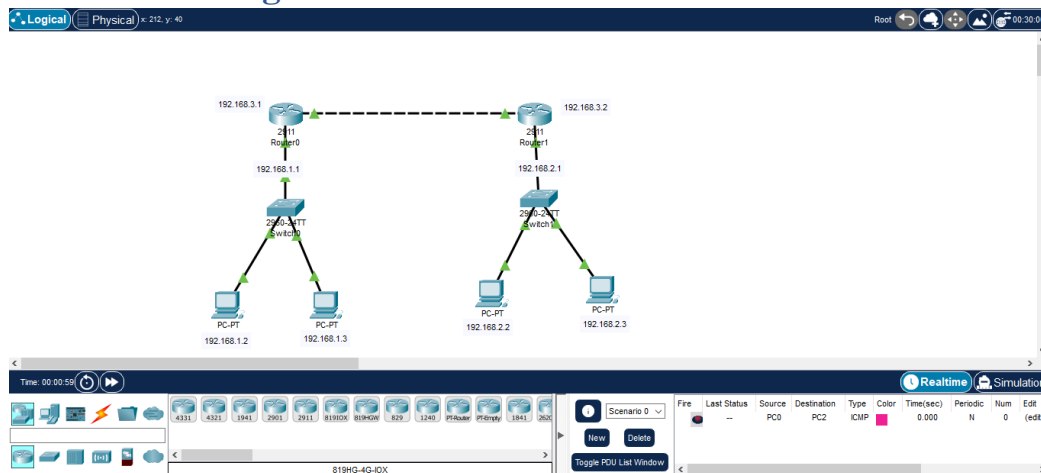 Logical Physical x: 212, y: 40 Root 00:30:0
192.168.3.1
192.168.3.2
2911
Router0
2911
Router1
192.168.1.1
192.168.2.1
2960-24TT
Switch0
2960-24TT
Switch1
PC-PT
192.168.1.2
PC-PT
192.168.1.3
PC-PT
192.168.2.2
PC-PT
192.168.2.3
Time: 00:00:59 Realtime Simulation
4331 4321 1941 2901 2911 819IOX 819HGW 829 1240 PT-Router PT-Empty 1841 2620
819HG-4G-IOX
Scenario 0
New Delete
Toggle PDU List Window
Fire Last Status Source Destination Type Color Time(sec) Periodic Num Edit
-- PC0 PC2 ICMP 0.000 N 0 (edit